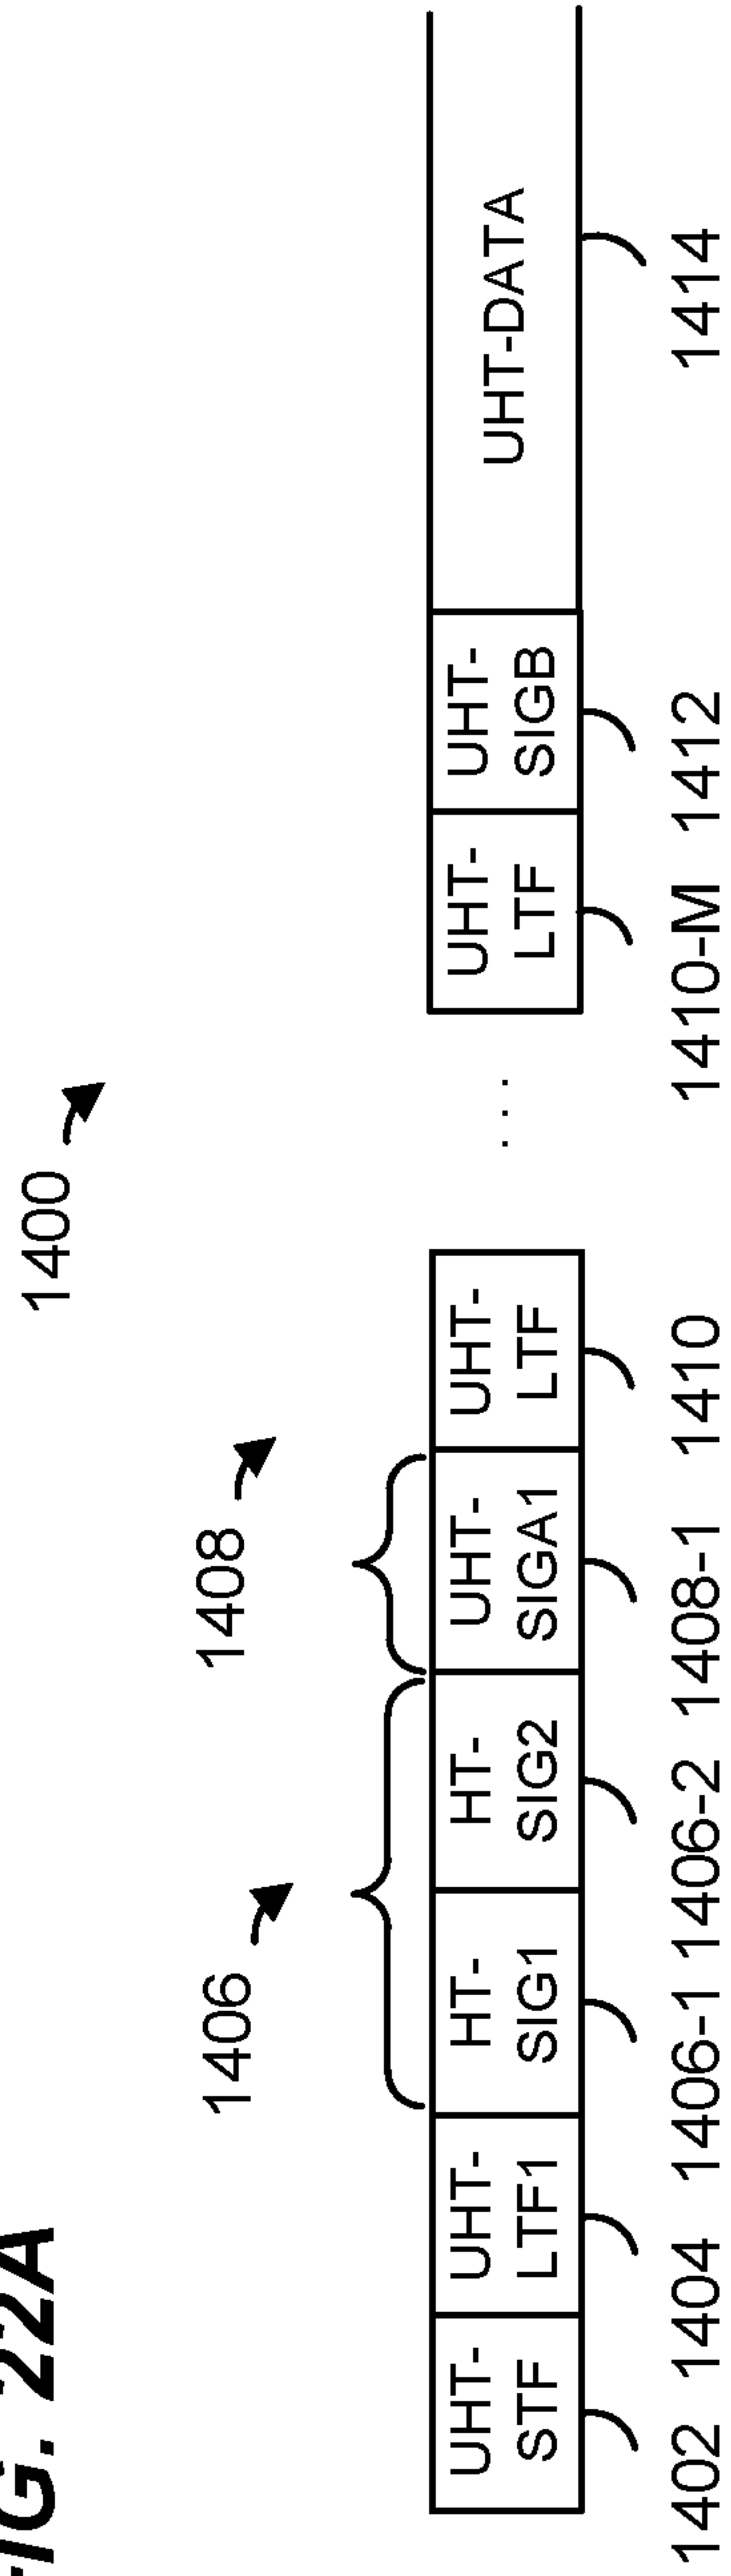 FIG. 22A
1400
1406
1408
UHT-
STF
UHT-
LTF1
HT-
SIG1
HT-
SIG2
UHT-
SIGA1
UHT-
LTF
. . .
UHT-
LTF
UHT-
SIGB
UHT-DATA
1402 1404 1406-1 1406-2 1408-1 1410 1410-M 1412 1414